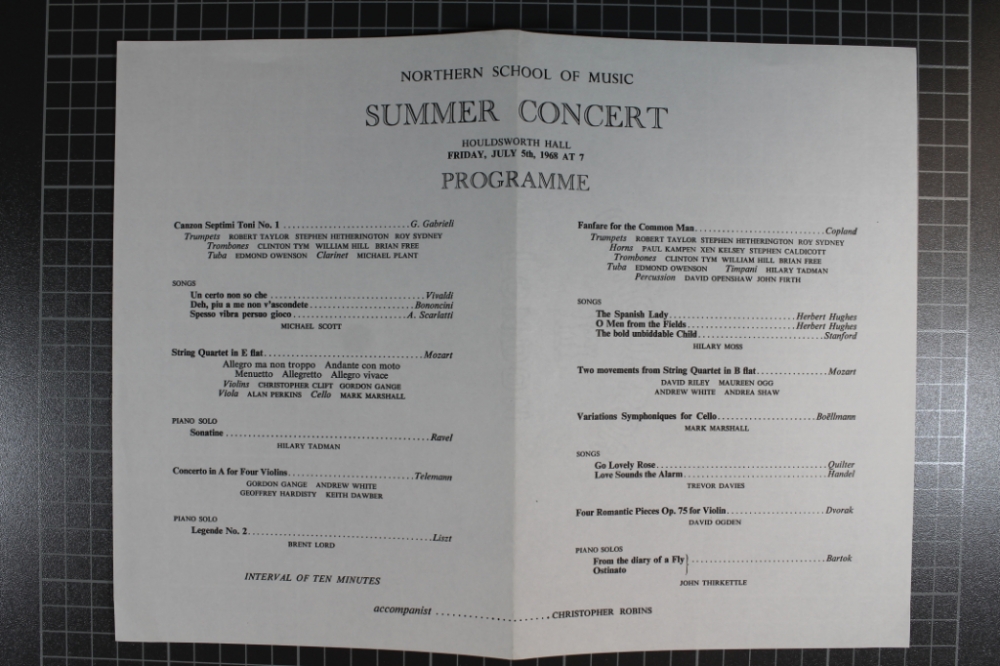 NORTHERN SCHOOL OF MUSIC
SUMMER CONCERT
HOULDSWORTH HALL
FRIDAY, JULY 5th, 1968 AT 7
PROGRAMME
Canzon Septimi Toni No. 1 ............................G. Gabrieli
Trumpets ROBERT TAYLOR STEPHEN HETHERINGTON ROY SYDNEY
Trombones CLINTON TYM WILLIAM HILL BRIAN FREE
Tuba EDMOND OWENSON Clarinet MICHAEL PLANT
SONGS
Un certo non so che ..................................Vivaldi
Deh, piu a me non v'ascondete ........................Bononcini
Spesso vibra persuo gioco ............................A. Scarlatti
MICHAEL SCOTT
String Quartet in E flat.....................................Mozart
Allegro ma non troppo Andante con moto
Menuetto Allegretto Allegro vivace
Violins CHRISTOPHER CLIFT GORDON GANGE
Viola ALAN PERKINS Cello MARK MARSHALL
PIANO SOLO
Sonatine ..............................................Ravel
HILARY TADMAN
Concerto in A for Four Violins............................Telemann
GORDON GANGE ANDREW WHITE
GEOFFREY HARDISTY KEITH DAWBER
PIANO SOLO
Legende No. 2.........................................Liszt
BRENT LORD
INTERVAL OF TEN MINUTES
Fanfare for the Common Man............................Copland
Trumpets ROBERT TAYLOR STEPHEN HETHERINGTON ROY SYDNEY
Horns PAUL KAMPEN XEN KELSEY STEPHEN CALDICOTT
Trombones CLINTON TYM WILLIAM HILL BRIAN FREE
Tuba EDMOND OWENSON Timpani HILARY TADMAN
Percussion DAVID OPENSHAW JOHN FIRTH
SONGS
The Spanish Lady............................Herbert Hughes
O Men from the Fields.......................Herbert Hughes
The bold unbiddable Child...........................Stanford
HILARY MOSS
Two movements from String Quartet in B flat................Mozart
DAVID RILEY MAUREEN OGG
ANDREW WHITE ANDREA SHAW
Variations Symphoniques for Cello......................Boëllmann
MARK MARSHALL
SONGS
Go Lovely Rose........................................Quilter
Love Sounds the Alarm.................................Handel
TREVOR DAVIES
Four Romantic Pieces Op. 75 for Violin......................Dvorak
DAVID OGDEN
PIANO SOLOS
From the diary of a Fly } ..............................Bartok
Ostinato
JOHN THIRKETTLE
accompanist ........................CHRISTOPHER ROBINS